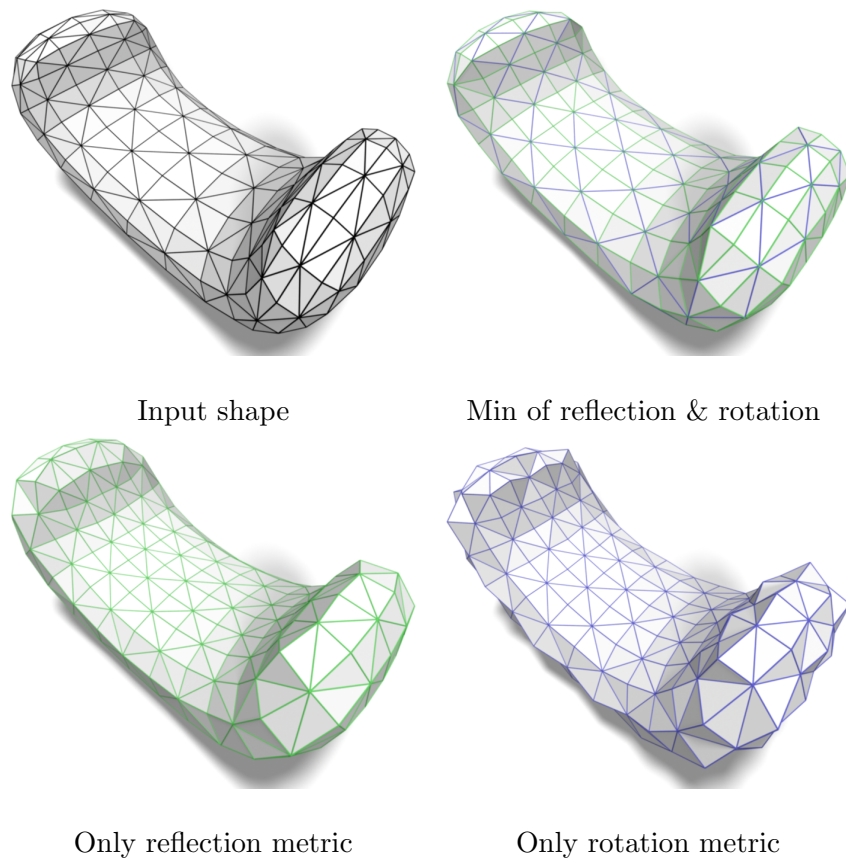 Input shape
Min of reflection & rotation
Only reflection metric
Only rotation metric